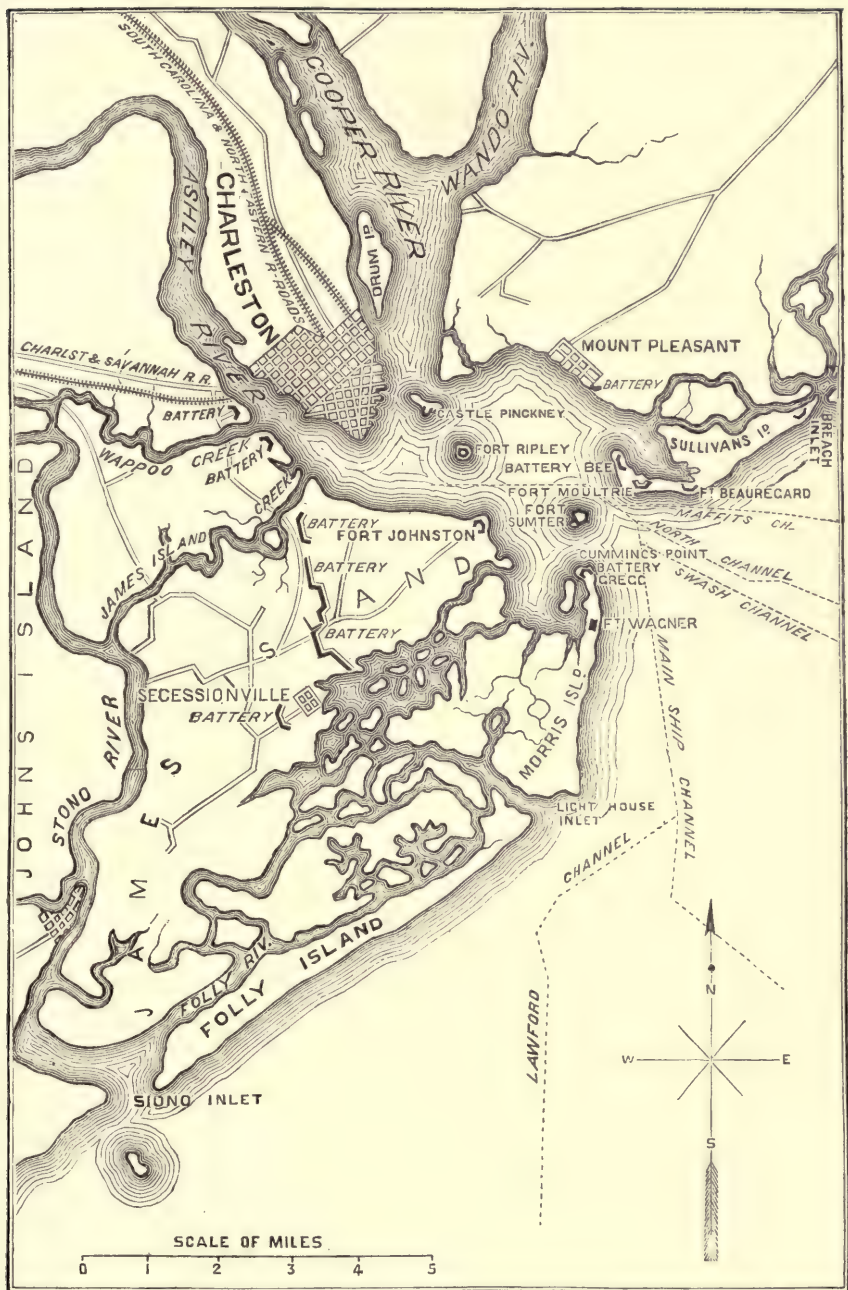 SOUTH CAROLINA & NORTH EASTERN R-ROADS
COOPER RIVER
WANDO RIV.
ASHLEY RIVER
CHARLESTON
DRUM ID
MOUNT PLEASANT
BATTERY
CHARLST & SAVANNAH R.R.
BATTERY
CASTLE PINCKNEY
SULLIVANS ID
BREACH INLET
WAPPOO CREEK
BATTERY
FORT RIPLEY
BATTERY BEE
FORT MOULTRIE
FT BEAUREGARD
MAFFITS CH.
FORT
SUMTER
NORTH CHANNEL
SWASH CHANNEL
JAMES ISLAND CREEK
BATTERY
FORT JOHNSTON
BATTERY
BATTERY
CUMMINGS POINT
BATTERY
GREGG
FT WAGNER
JOHNS ISLAND
JAMES ISLAND
SECESSIONVILLE
BATTERY
MORRIS ISLD
MAIN SHIP CHANNEL
STONO RIVER
LIGHT HOUSE
INLET
LAWFORD CHANNEL
FOLLY RIV.
FOLLY ISLAND
N
W
E
S
SIONO INLET
SCALE OF MILES
0 1 2 3 4 5